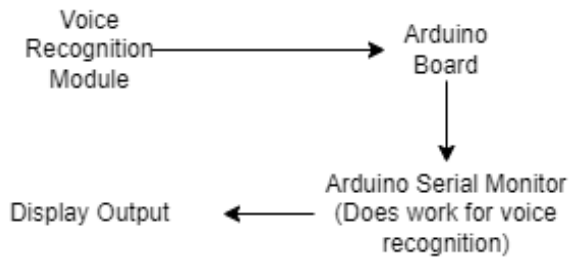 Voice
Recognition
Module
Arduino
Board
Arduino Serial Monitor
(Does work for voice
recognition)
Display Output